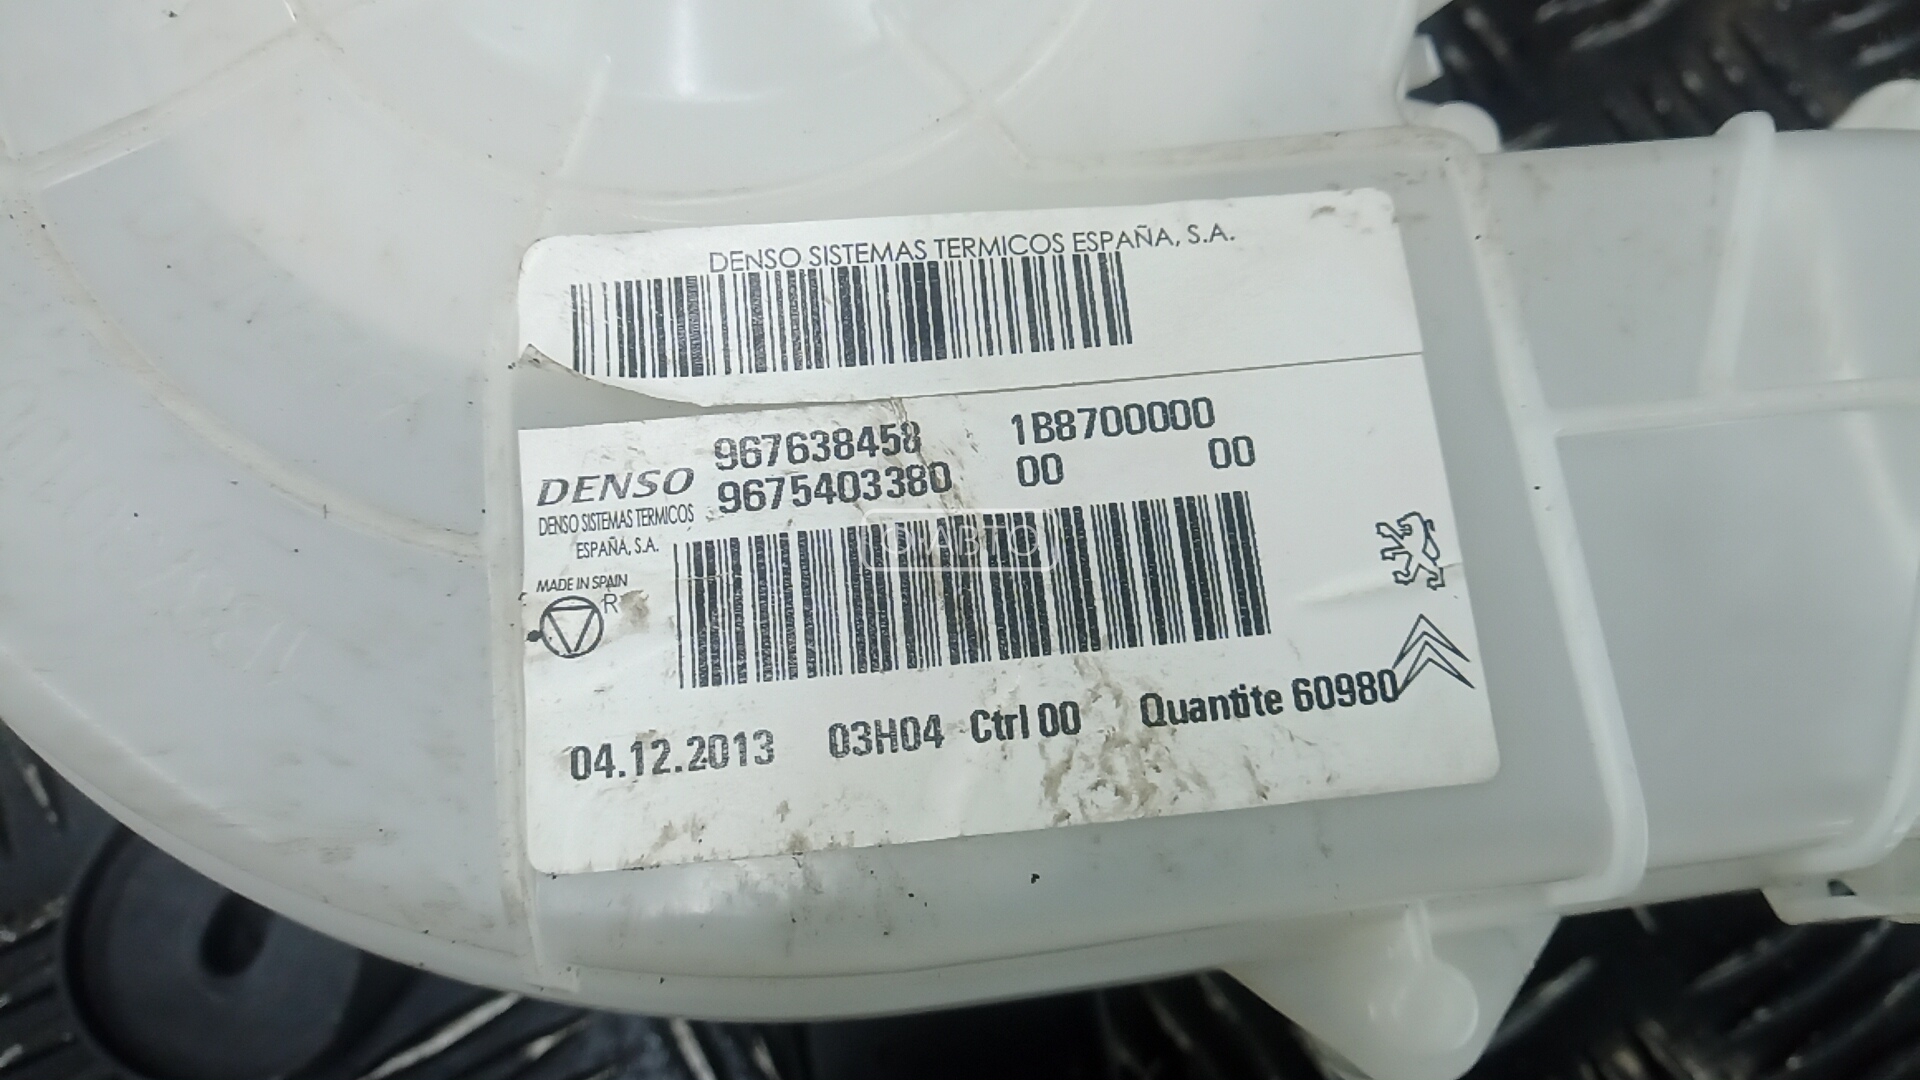 DENSO SISTEMAS TERMICOS ESPAÑA, S.A.
967638458 1B8700000
DENSO 9675403380 00 00
DENSO SISTEMAS TERMICOS
ESPAÑA, S.A.
O·АВТО
MADE IN SPAIN
R
04.12.2013 03H04 Ctrl 00 Quantite 60980